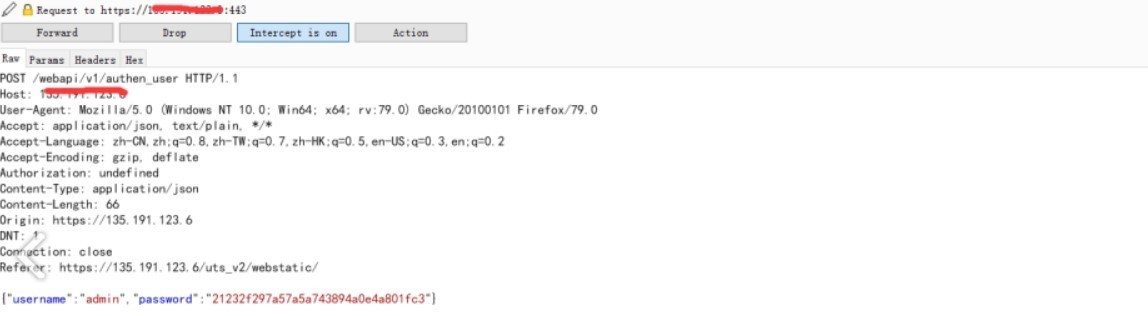 Request to https://1 :443
Forward Drop Intercept is on Action
Raw Params Headers Hex
POST /webapi/v1/authen_user HTTP/1.1
Host:
User-Agent: Mozilla/5.0 (Windows NT 10.0; Win64; x64; rv:79.0) Gecko/20100101 Firefox/79.0
Accept: application/json, text/plain, */*
Accept-Language: zh-CN,zh;q=0.8,zh-TW;q=0.7,zh-HK;q=0.5,en-US;q=0.3,en;q=0.2
Accept-Encoding: gzip, deflate
Authorization: undefined
Content-Type: application/json
Content-Length: 66
Origin: https://135.191.123.6
DNT: 1
Connection: close
Referer: https://135.191.123.6/uts_v2/webstatic/
{"username":"admin","password":"21232f297a57a5a743894a0e4a801fc3"}